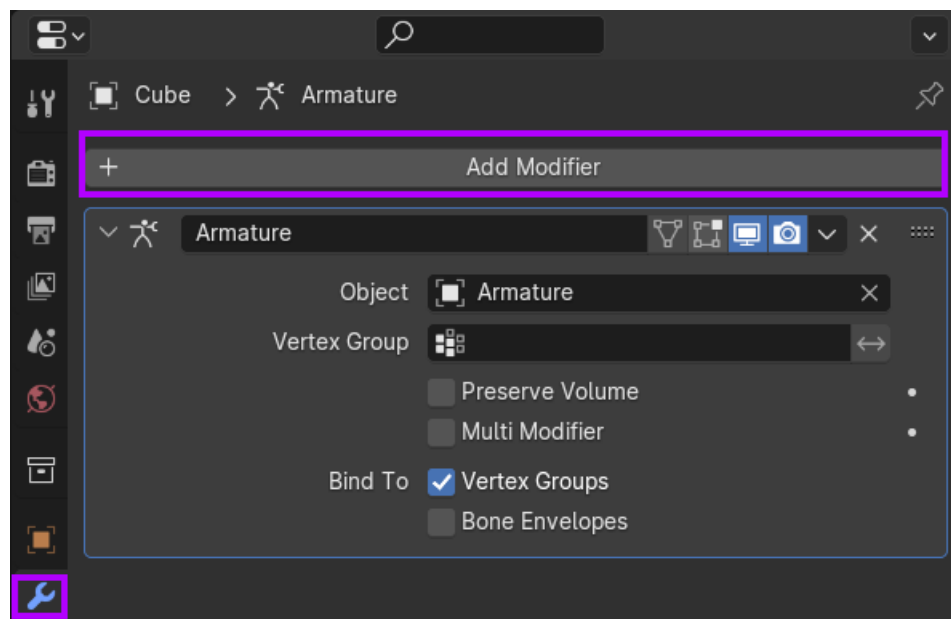 Cube > Armature
+ Add Modifier
Armature
Object Armature
Vertex Group
Preserve Volume
Multi Modifier
Bind To Vertex Groups
Bone Envelopes